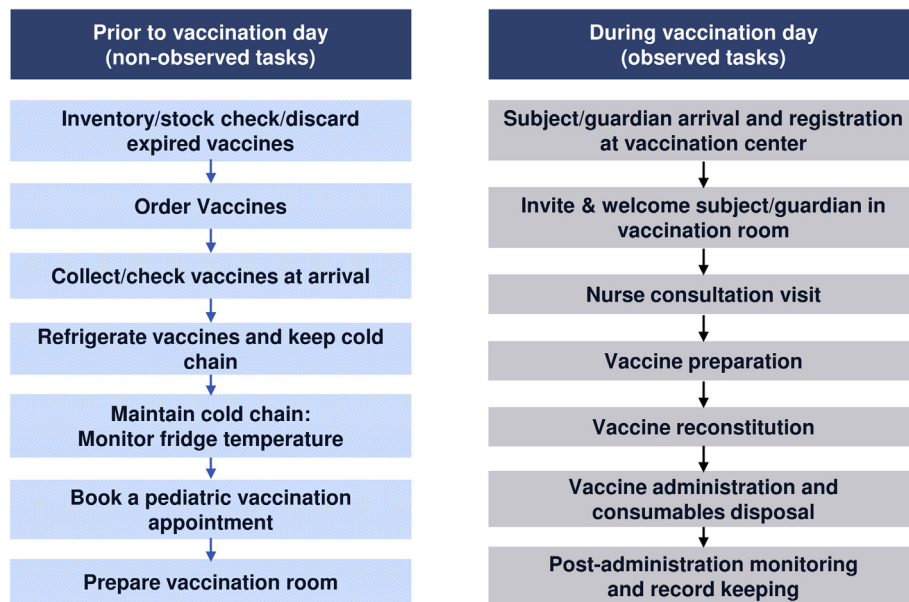 Prior to vaccination day
(non-observed tasks)
Inventory/stock check/discard
expired vaccines
Order Vaccines
Collect/check vaccines at arrival
Refrigerate vaccines and keep cold
chain
Maintain cold chain:
Monitor fridge temperature
Book a pediatric vaccination
appointment
Prepare vaccination room
During vaccination day
(observed tasks)
Subject/guardian arrival and registration
at vaccination center
Invite & welcome subject/guardian in
vaccination room
Nurse consultation visit
Vaccine preparation
Vaccine reconstitution
Vaccine administration and
consumables disposal
Post-administration monitoring
and record keeping